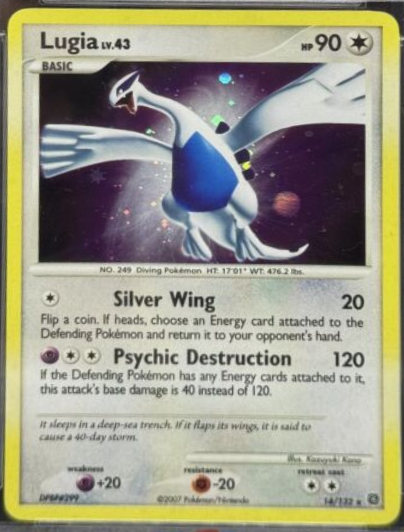 Lugia LV.43 HP 90
BASIC
NO. 249 Diving Pokémon HT: 17'01" WT: 476.2 lbs.
Silver Wing 20
Flip a coin. If heads, choose an Energy card attached to the
Defending Pokémon and return it to your opponent's hand.
Psychic Destruction 120
If the Defending Pokémon has any Energy cards attached to it,
this attack's base damage is 40 instead of 120.
It sleeps in a deep-sea trench. If it flaps its wings, it is said to
cause a 40-day storm.
Illus. Kazuyuki Kano
weakness resistance retreat cost
+20 -20
DPBP#299 ©2007 Pokémon/Nintendo 14/132